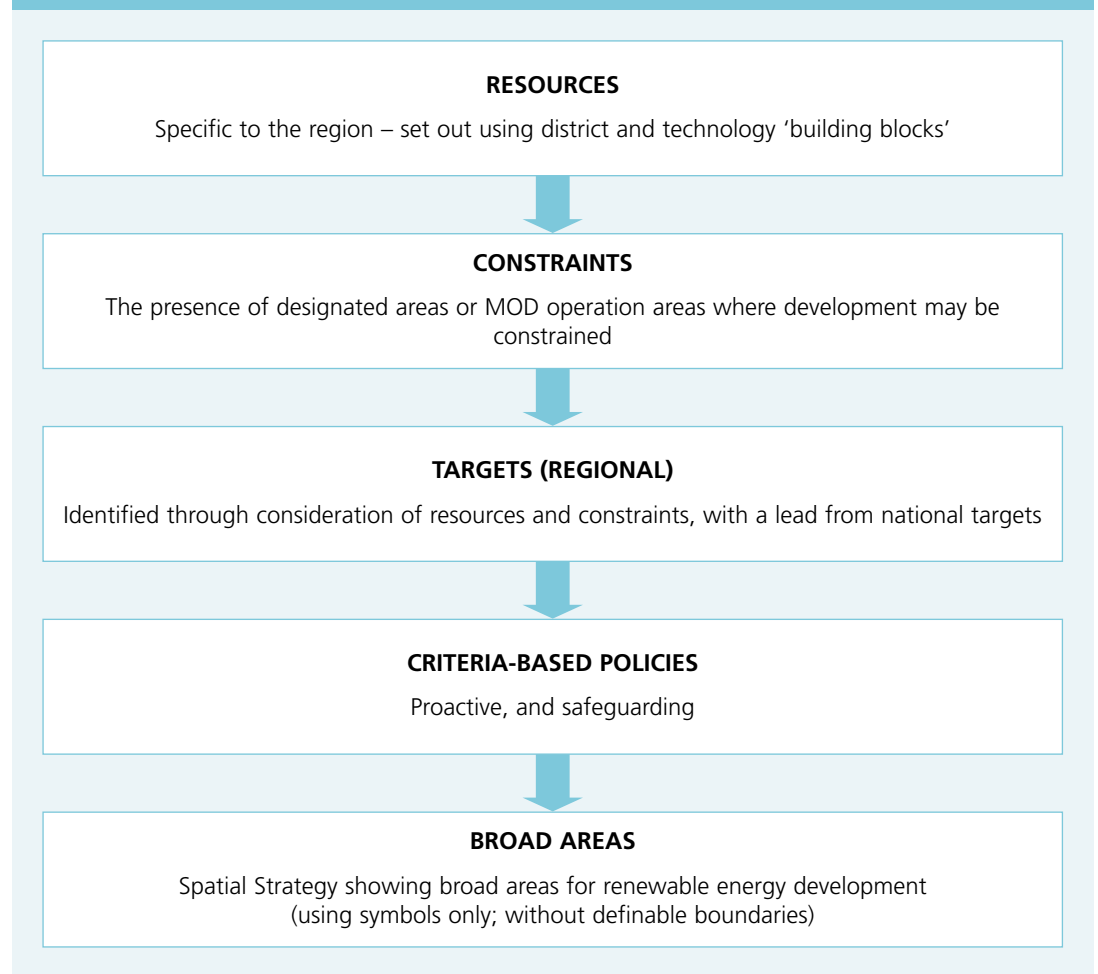 RESOURCES
Specific to the region – set out using district and technology ‘building blocks’
CONSTRAINTS
The presence of designated areas or MOD operation areas where development may be
constrained
TARGETS (REGIONAL)
Identified through consideration of resources and constraints, with a lead from national targets
CRITERIA-BASED POLICIES
Proactive, and safeguarding
BROAD AREAS
Spatial Strategy showing broad areas for renewable energy development
(using symbols only; without definable boundaries)